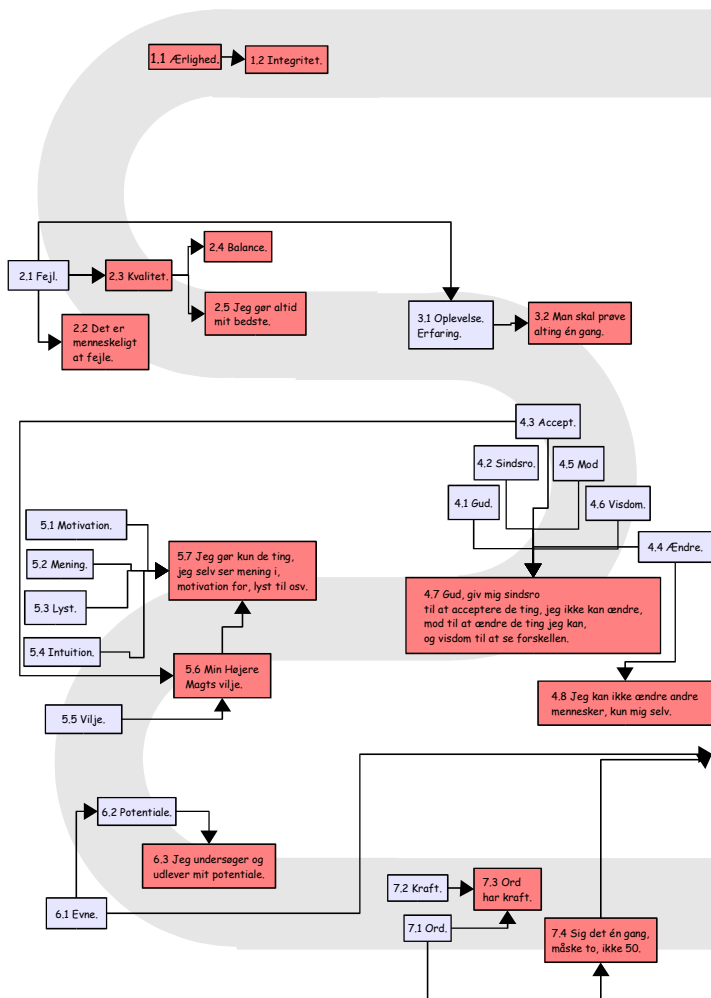 1.1 Ærlighed.
1.2 Integritet.
2.4 Balance.
2.1 Fejl.
2.3 Kvalitet.
2.5 Jeg gør altid
mit bedste.
2.2 Det er
menneskeligt
at fejle.
3.1 Oplevelse.
Erfaring.
3.2 Man skal prøve
alting én gang.
4.3 Accept.
4.2 Sindsro.
4.5 Mod
4.1 Gud.
4.6 Visdom.
4.4 Ændre.
4.7 Gud, giv mig sindsro
til at acceptere de ting, jeg ikke kan ændre,
mod til at ændre de ting jeg kan,
og visdom til at se forskellen.
4.8 Jeg kan ikke ændre andre
mennesker, kun mig selv.
5.1 Motivation.
5.2 Mening.
5.3 Lyst.
5.4 Intuition.
5.7 Jeg gør kun de ting,
jeg selv ser mening i,
motivation for, lyst til osv.
5.6 Min Højere
Magts vilje.
5.5 Vilje.
6.2 Potentiale.
6.3 Jeg undersøger og
udlever mit potentiale.
6.1 Evne.
7.2 Kraft.
7.3 Ord
har kraft.
7.1 Ord.
7.4 Sig det én gang,
måske to, ikke 50.